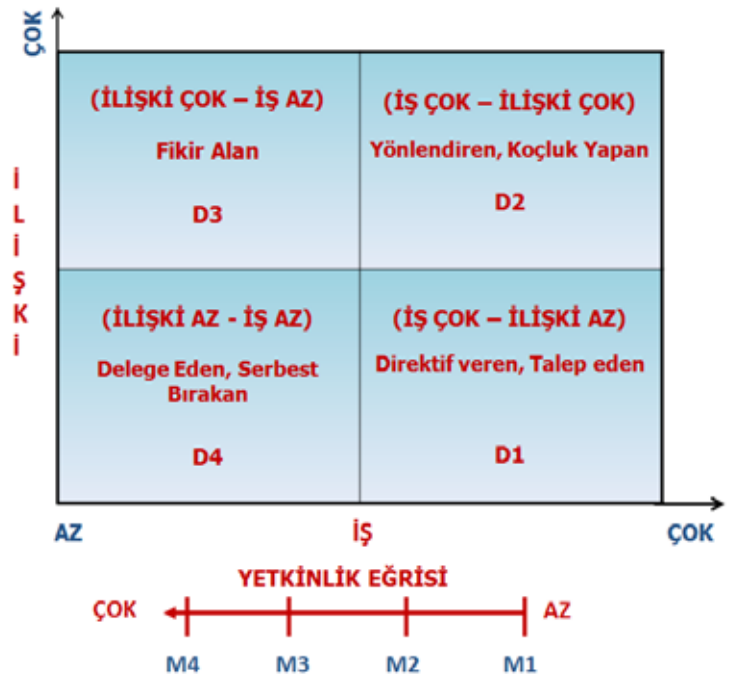 ÇOK
(İLİŞKİ ÇOK – İŞ AZ)
Fikir Alan
D3
(İŞ ÇOK – İLİŞKİ ÇOK)
Yönlendiren, Koçluk Yapan
D2
İLİŞKİ
(İLİŞKİ AZ - İŞ AZ)
Delege Eden, Serbest
Bırakan
D4
(İŞ ÇOK – İLİŞKİ AZ)
Direktif veren, Talep eden
D1
AZ İŞ ÇOK
YETKİNLİK EĞRİSİ
ÇOK AZ
M4 M3 M2 M1